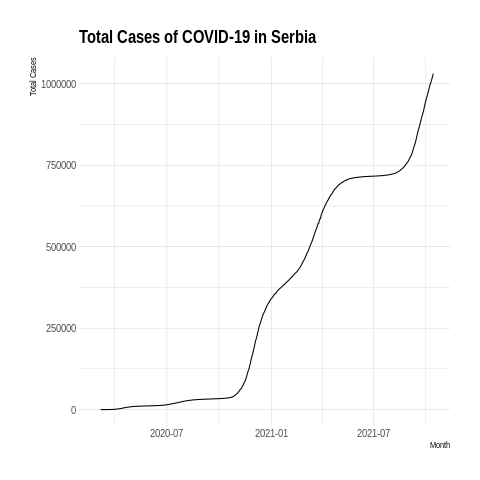 Total Cases of COVID-19 in Serbia
Total Cases
1000000
750000
500000
250000
0
2020-07
2021-01
2021-07
Month